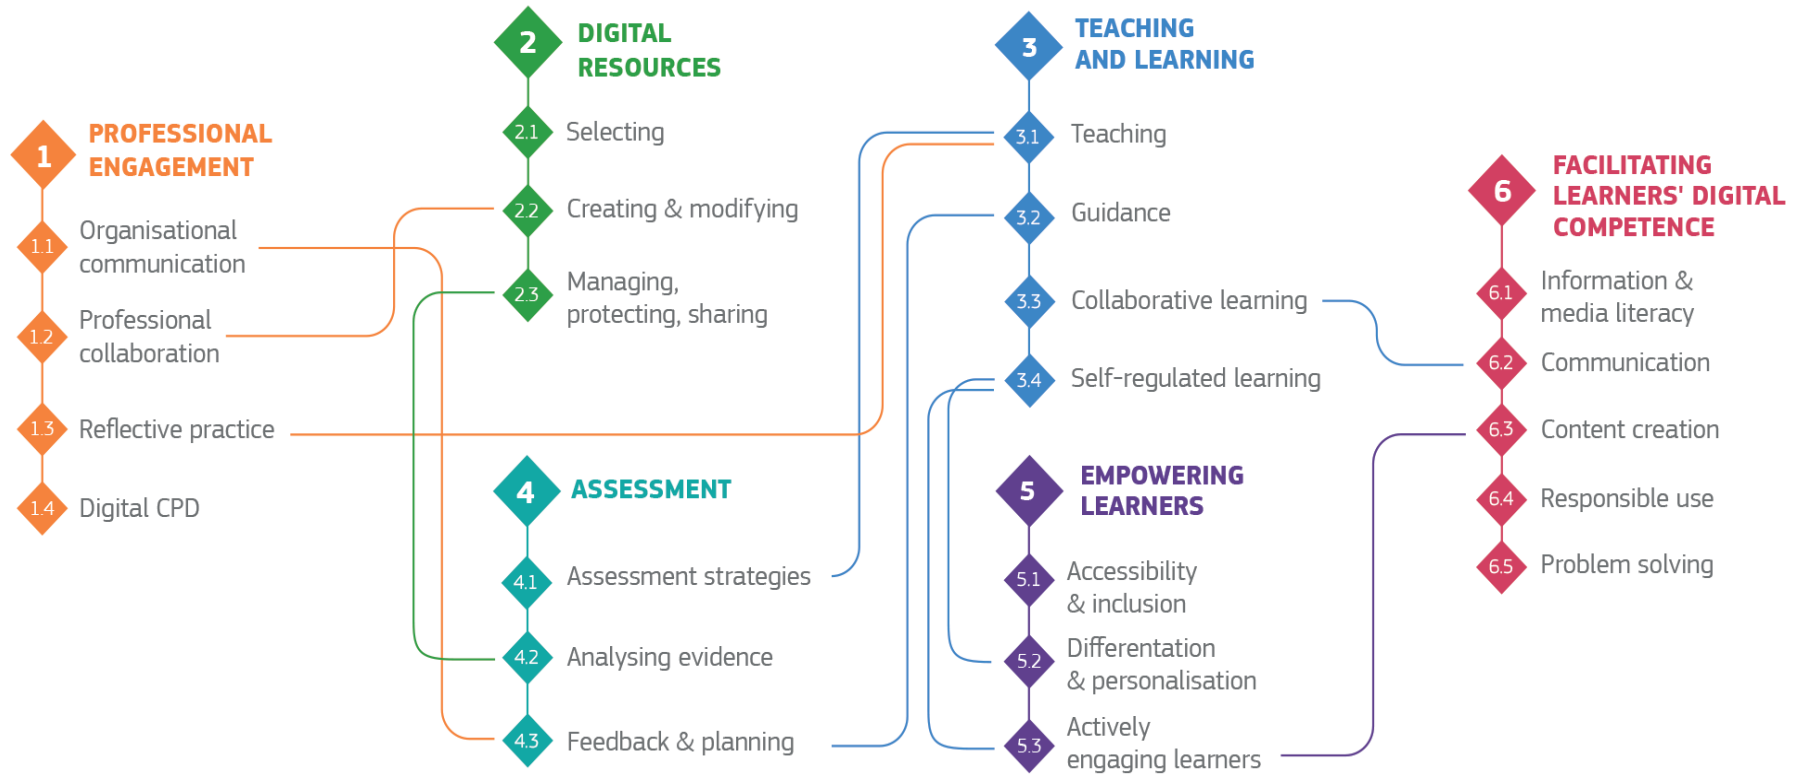 1
PROFESSIONAL
ENGAGEMENT
1.1
Organisational
communication
1.2
Professional
collaboration
1.3
Reflective practice
1.4
Digital CPD
2
DIGITAL
RESOURCES
2.1
Selecting
2.2
Creating & modifying
2.3
Managing,
protecting, sharing
4
ASSESSMENT
4.1
Assessment strategies
4.2
Analysing evidence
4.3
Feedback & planning
3
TEACHING
AND LEARNING
3.1
Teaching
3.2
Guidance
3.3
Collaborative learning
3.4
Self-regulated learning
5
EMPOWERING
LEARNERS
5.1
Accessibility
& inclusion
5.2
Differentation
& personalisation
5.3
Actively
engaging learners
6
FACILITATING
LEARNERS' DIGITAL
COMPETENCE
6.1
Information &
media literacy
6.2
Communication
6.3
Content creation
6.4
Responsible use
6.5
Problem solving